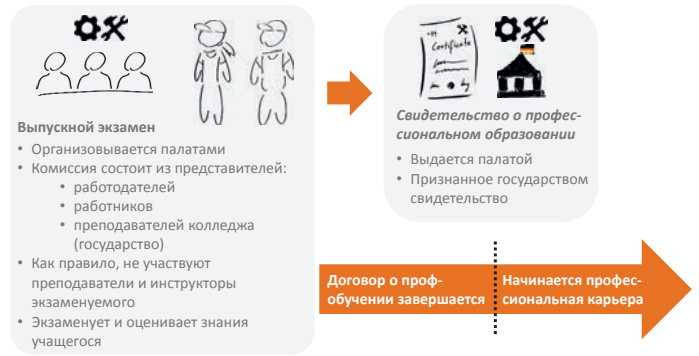 Выпускной экзамен
• Организовывается палатами
• Комиссия состоит из представителей:
• работодателей
• работников
• преподавателей колледжа
(государство)
• Как правило, не участвуют
преподаватели и инструкторы
экзаменуемого
• Экзаменует и оценивает знания
учащегося
Certificate
Свидетельство о профес-
сиональном образовании
• Выдается палатой
• Признанное государством
свидетельство
Договор о проф-
обучении завершается
Начинается профес-
сиональная карьера